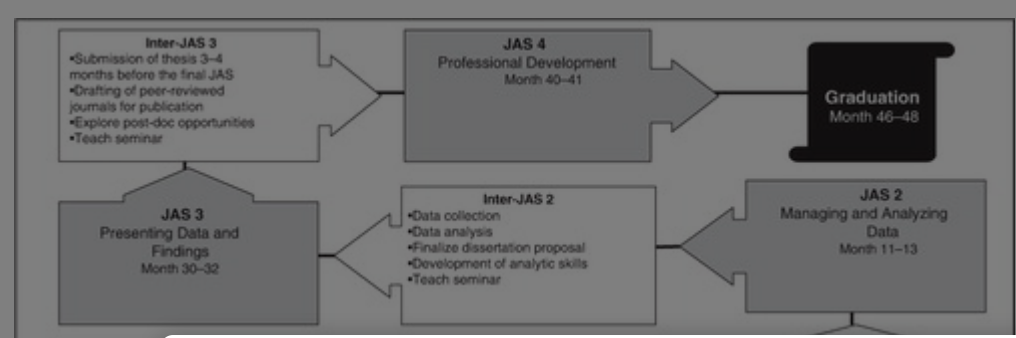 Inter-JAS 3
•Submission of thesis 3–4
months before the final JAS
•Drafting of peer-reviewed
journals for publication
•Explore post-doc opportunities
•Teach seminar
JAS 4
Professional Development
Month 40–41
Graduation
Month 46–48
JAS 3
Presenting Data and
Findings
Month 30–32
Inter-JAS 2
•Data collection
•Data analysis
•Finalize dissertation proposal
•Development of analytic skills
•Teach seminar
JAS 2
Managing and Analyzing
Data
Month 11–13